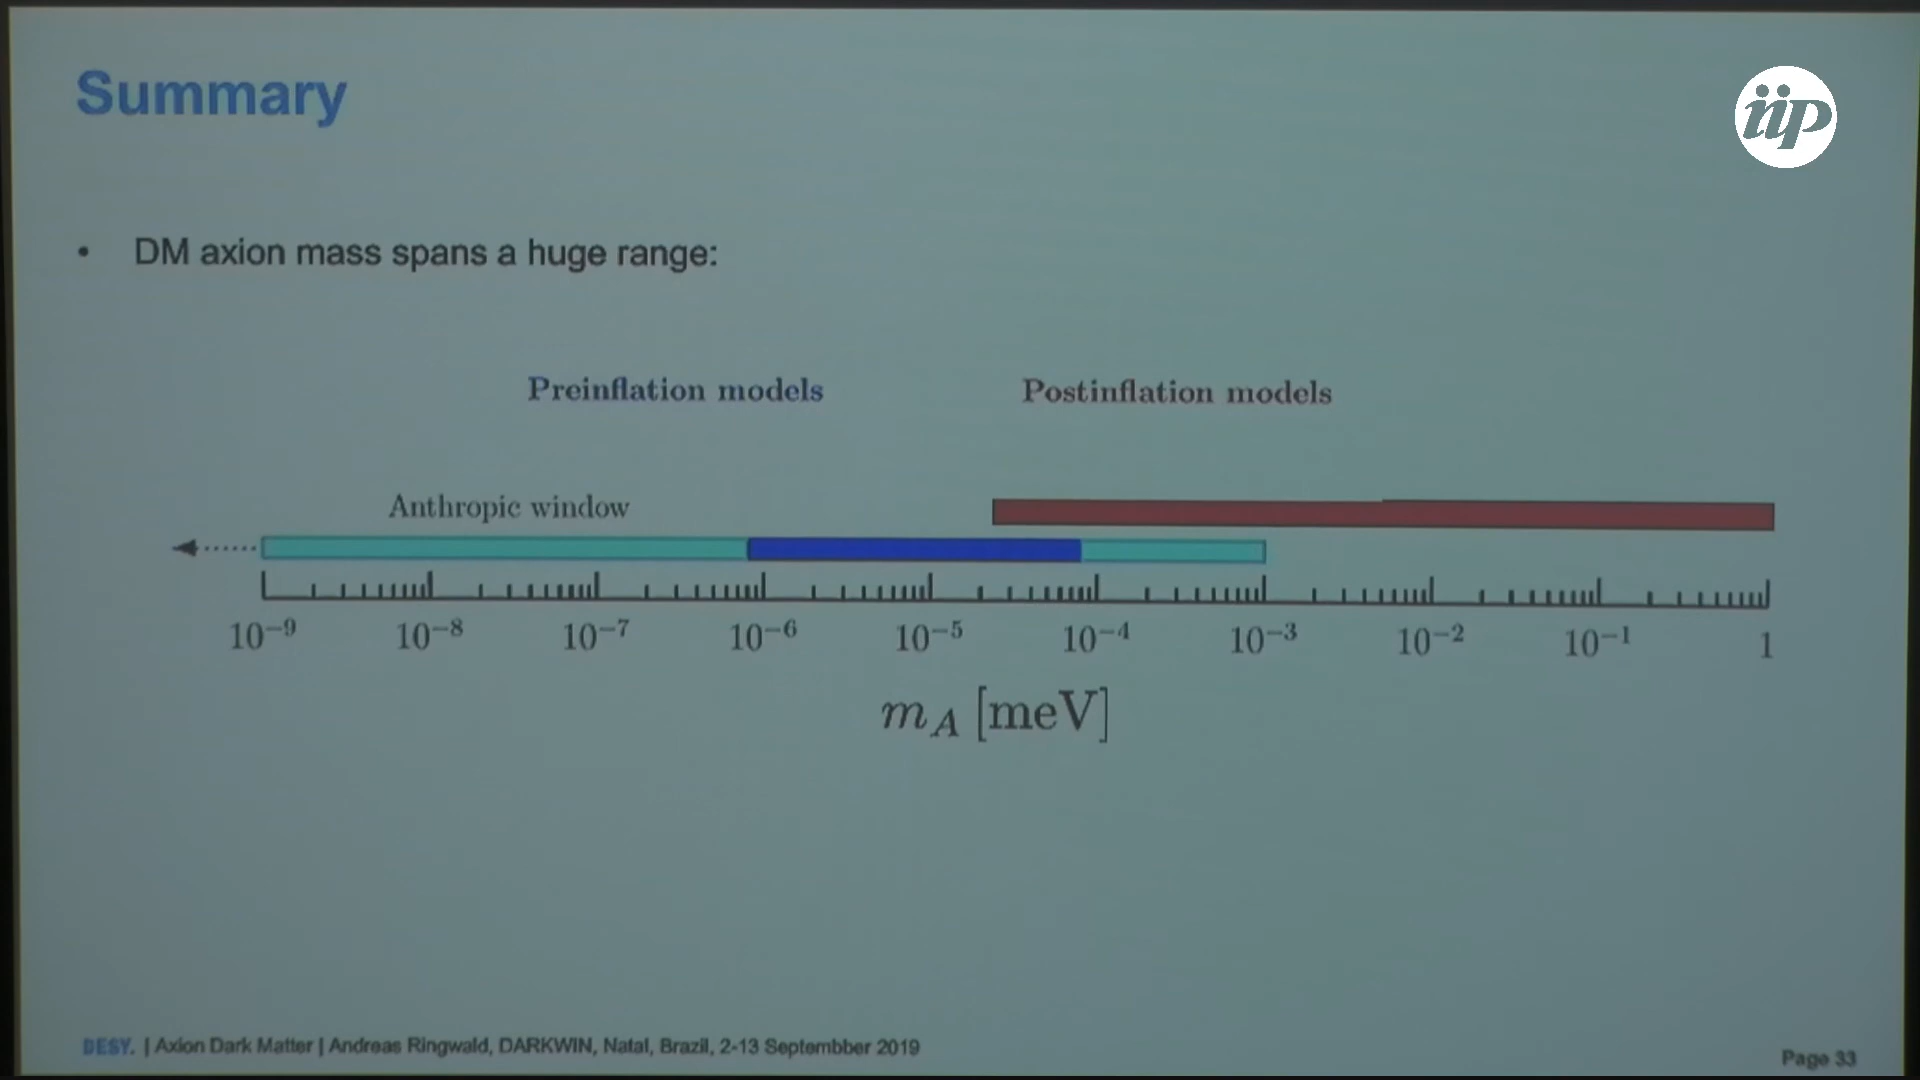 Summary
iip
• DM axion mass spans a huge range:
Preinflation models Postinflation models
Anthropic window
10⁻⁹ 10⁻⁸ 10⁻⁷ 10⁻⁶ 10⁻⁵ 10⁻⁴ 10⁻³ 10⁻² 10⁻¹ 1
m_A [meV]
DESY. | Axion Dark Matter | Andreas Ringwald, DARKWIN, Natal, Brazil, 2-13 Septembber 2019
Page 33